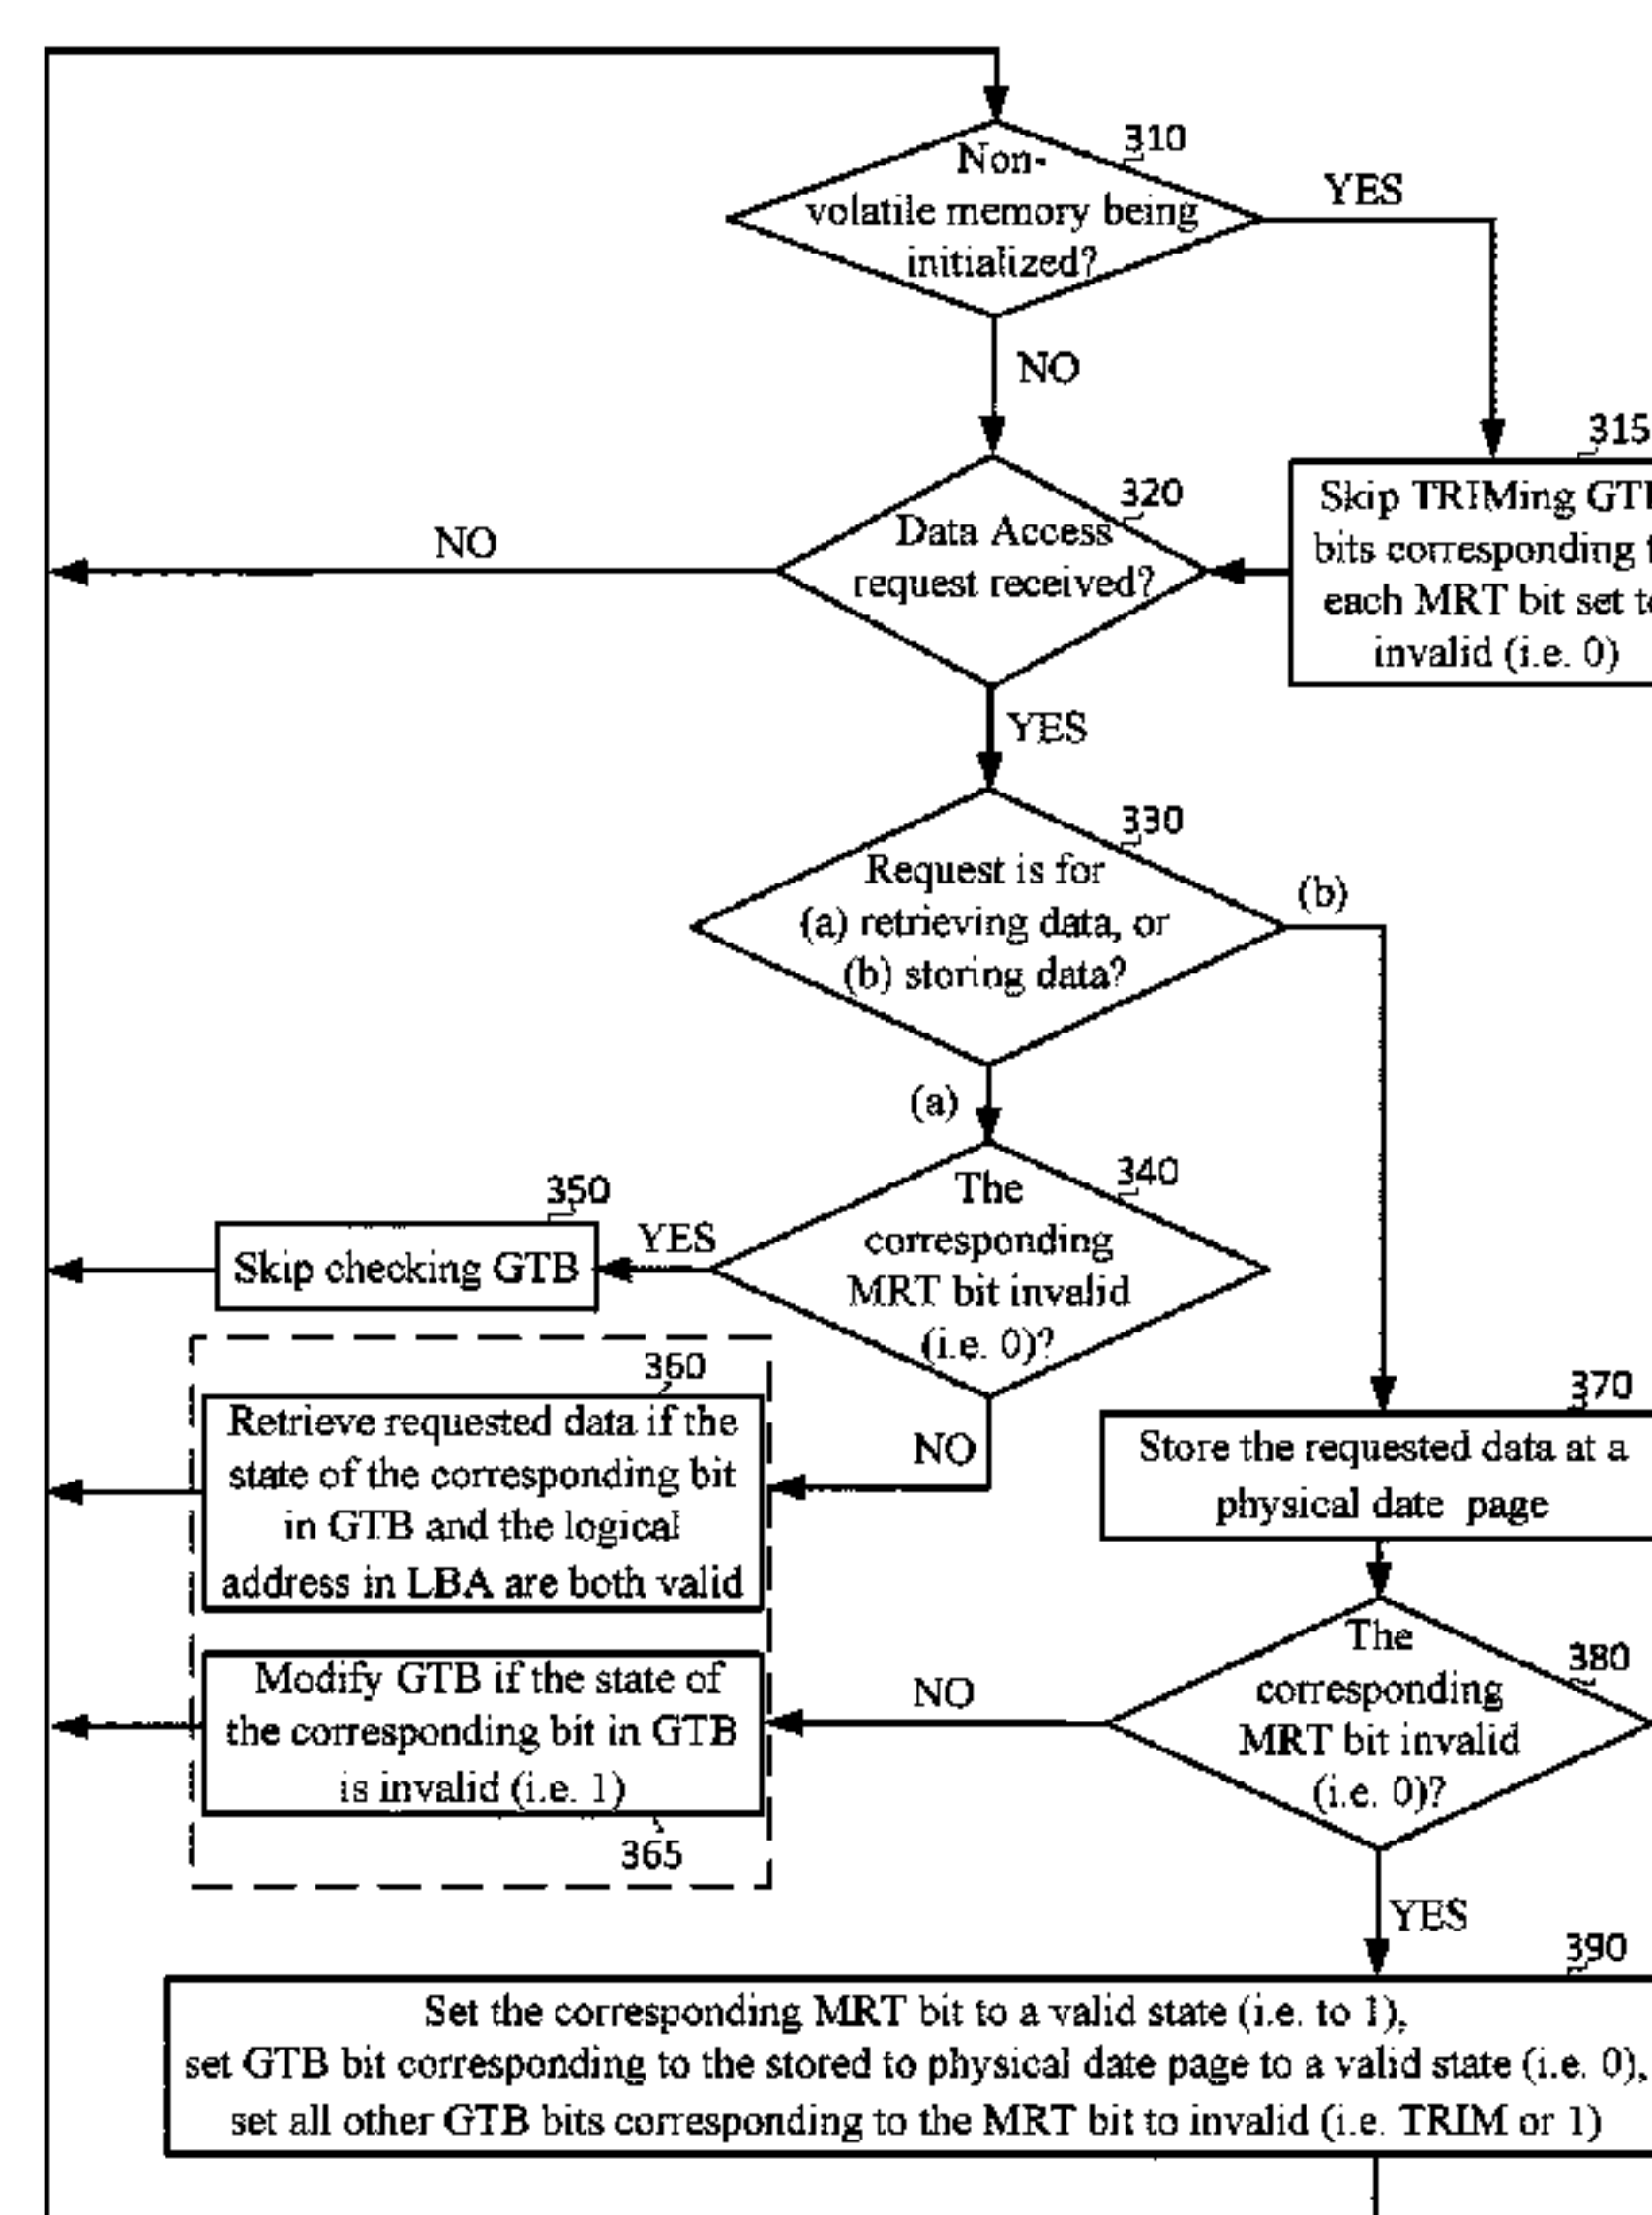 310
Non-
volatile memory being
initialized?
YES
NO
315
Skip TRIMing
bits corresponding
each MRT bit set
invalid (i.e. 0)
320
Data Access
request received?
NO
YES
330
Request is for
(a) retrieving data, or
(b) storing data?
(b)
(a)
340
The
corresponding
MRT bit invalid
(i.e. 0)?
YES
350
Skip checking GTB
NO
360
Retrieve requested data if the
state of the corresponding bit
in GTB and the logical
address in LBA are both valid
370
Store the requested data at a
physical date page
380
The
corresponding
MRT bit invalid
(i.e. 0)?
NO
Modify GTB if the state of
the corresponding bit in GTB
is invalid (i.e. 1)
365
YES
390
Set the corresponding MRT bit to a valid state (i.e. to 1),
set GTB bit corresponding to the stored to physical date page to a valid state (i.e. 0),
set all other GTB bits corresponding to the MRT bit to invalid (i.e. TRIM or 1)